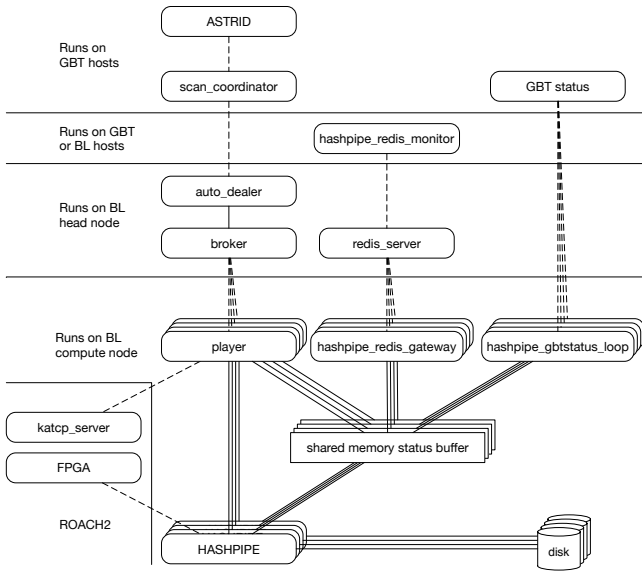 ASTRID
Runs on
GBT hosts
scan_coordinator
GBT status
Runs on GBT
or BL hosts
hashpipe_redis_monitor
auto_dealer
Runs on BL
head node
broker
redis_server
Runs on BL
compute node
player
hashpipe_redis_gateway
hashpipe_gbtstatus_loop
katcp_server
shared memory status buffer
FPGA
ROACH2
HASHPIPE
disk